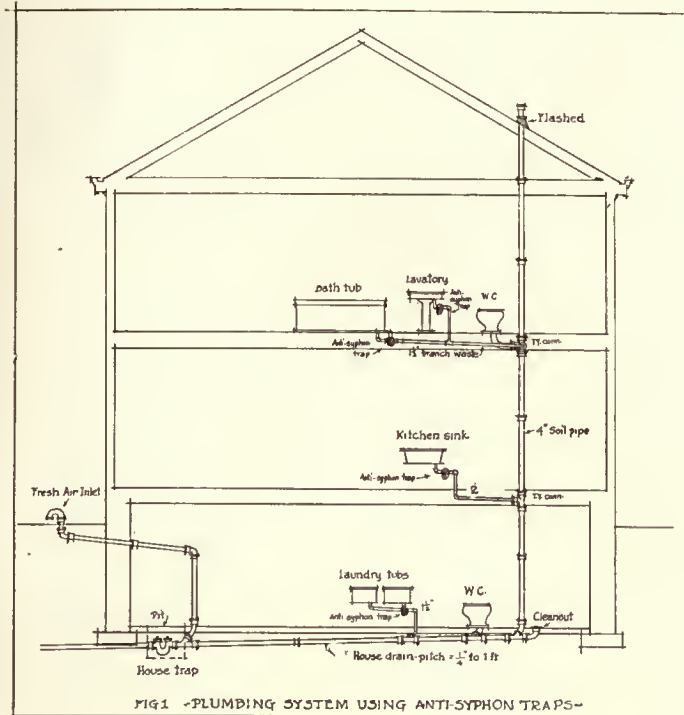 Flashed
Lavatory
Anti-
syphon
trap
W C
Bath tub
Anti-syphon
trap
1½" branch waste
T.Y. conn.
4" Soil pipe
Kitchen sink
Anti-syphon trap
T.Y. conn.
Fresh Air Inlet
Laundry tubs
1½"
W.C.
Anti syphon trap
Cleanout
Pit
House drain-pitch = ¼" to 1 ft
House trap
FIG 1 -PLUMBING SYSTEM USING ANTI-SYPHON TRAPS-